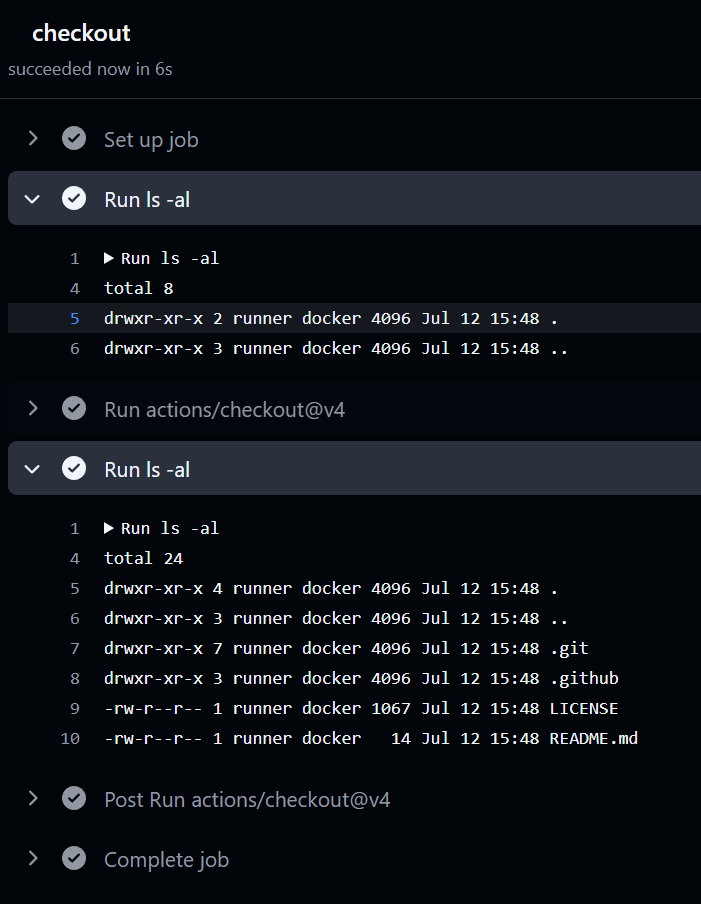 checkout
succeeded now in 6s
Set up job
Run ls -al
1 Run ls -al
4 total 8
5 drwxr-xr-x 2 runner docker 4096 Jul 12 15:48 .
6 drwxr-xr-x 3 runner docker 4096 Jul 12 15:48 ..
Run actions/checkout@v4
Run ls -al
1 Run ls -al
4 total 24
5 drwxr-xr-x 4 runner docker 4096 Jul 12 15:48 .
6 drwxr-xr-x 3 runner docker 4096 Jul 12 15:48 ..
7 drwxr-xr-x 7 runner docker 4096 Jul 12 15:48 .git
8 drwxr-xr-x 3 runner docker 4096 Jul 12 15:48 .github
9 -rw-r--r-- 1 runner docker 1067 Jul 12 15:48 LICENSE
10 -rw-r--r-- 1 runner docker   14 Jul 12 15:48 README.md
Post Run actions/checkout@v4
Complete job